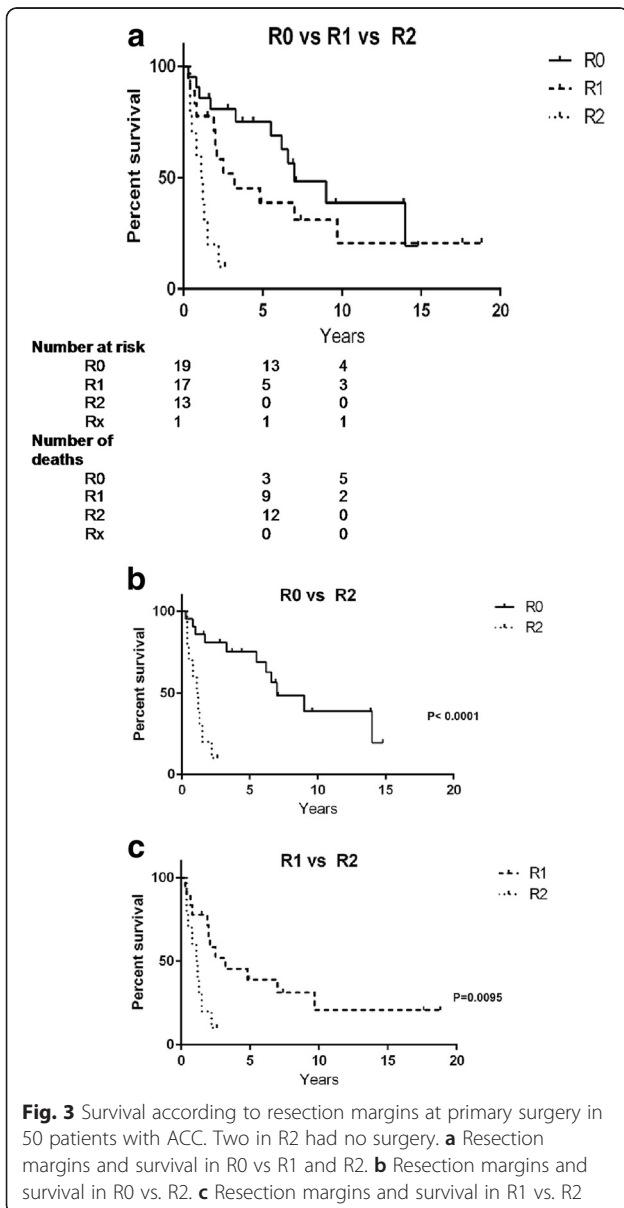 a
R0 vs R1 vs R2
R0
R1
R2
Percent survival
100
50
0
0 5 10 15 20
Years
Number at risk
R0 19 13 4
R1 17 5 3
R2 13 0 0
Rx 1 1 1
Number of
deaths
R0 3 5
R1 9 2
R2 12 0
Rx 0 0
b
R0 vs R2
R0
R2
Percent survival
100
50
0
P< 0.0001
0 5 10 15 20
Years
c
R1 vs R2
R1
R2
Percent survival
100
50
0
P=0.0095
0 5 10 15 20
Years
Fig. 3 Survival according to resection margins at primary surgery in
50 patients with ACC. Two in R2 had no surgery. a Resection
margins and survival in R0 vs R1 and R2. b Resection margins and
survival in R0 vs. R2. c Resection margins and survival in R1 vs. R2